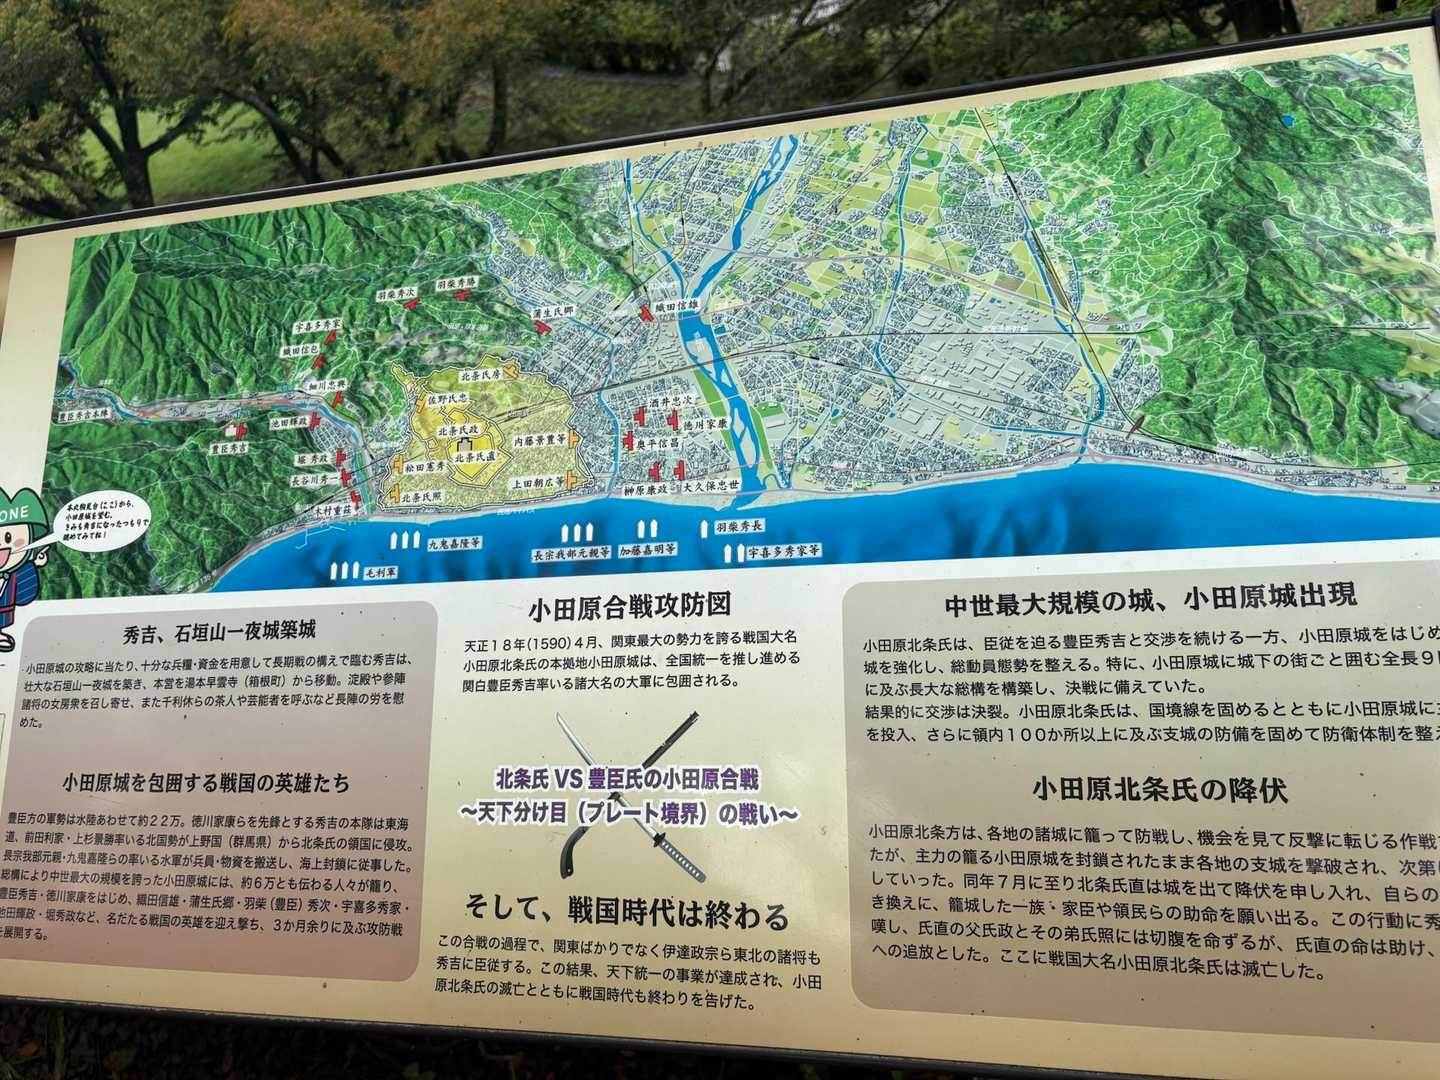 羽柴秀次
羽柴秀勝
蒲生氏郷
織田信雄
宇喜多秀家
織田信包
細川忠興
池田輝政
豊臣秀吉本陣
豊臣秀吉
堀 秀政
長谷川秀一
木村重茲
北条氏房
佐野氏忠
北条氏政
北条氏直
内藤景豊等
松田憲秀
上田朝広等
北条氏照
酒井忠次
徳川家康
奥平信昌
榊原康政
大久保忠世
毛利軍
九鬼嘉隆等
長宗我部元親等
加藤嘉明等
羽柴秀長
宇喜多秀家等
ONE
本丸物見台(ここ)から、
小田原城を望む。
きみも秀吉になったつもりで
眺めてみてね!
秀吉、石垣山一夜城築城
小田原城の攻略に当たり、十分な兵糧・資金を用意して長期戦の構えで臨む秀吉は、
壮大な石垣山一夜城を築き、本営を湯本早雲寺(箱根町)から移動。淀殿や参陣
諸将の女房衆を召し寄せ、また千利休らの茶人や芸能者を呼ぶなど長陣の労を慰
めた。
小田原城を包囲する戦国の英雄たち
豊臣方の軍勢は水陸あわせて約22万。徳川家康らを先鋒とする秀吉の本隊は東海
道、前田利家・上杉景勝率いる北国勢が上野国(群馬県)から北条氏の領国に侵攻。
長宗我部元親・九鬼嘉隆らの率いる水軍が兵員・物資を搬送し、海上封鎖に従事した。
総構により中世最大の規模を誇った小田原城には、約6万とも伝わる人々が籠り、
豊臣秀吉・徳川家康をはじめ、織田信雄・蒲生氏郷・羽柴(豊臣)秀次・宇喜多秀家・
池田輝政・堀秀政など、名だたる戦国の英雄を迎え撃ち、3か月余りに及ぶ攻防戦
を展開する。
小田原合戦攻防図
天正18年(1590)4月、関東最大の勢力を誇る戦国大名
小田原北条氏の本拠地小田原城は、全国統一を推し進める
関白豊臣秀吉率いる諸大名の大軍に包囲される。
北条氏 VS 豊臣氏の小田原合戦
〜天下分け目(プレート境界)の戦い〜
そして、戦国時代は終わる
この合戦の過程で、関東ばかりでなく伊達政宗ら東北の諸将も
秀吉に臣従する。この結果、天下統一の事業が達成され、小田
原北条氏の滅亡とともに戦国時代も終わりを告げた。
中世最大規模の城、小田原城出現
小田原北条氏は、臣従を迫る豊臣秀吉と交渉を続ける一方、小田原城をはじめ
城を強化し、総動員態勢を整える。特に、小田原城に城下の街ごと囲む全長9
に及ぶ長大な総構を構築し、決戦に備えていた。
結果的に交渉は決裂。小田原北条氏は、国境線を固めるとともに小田原城に
を投入、さらに領内100か所以上に及ぶ支城の防備を固めて防衛体制を整え
小田原北条氏の降伏
小田原北条方は、各地の諸城に籠って防戦し、機会を見て反撃に転じる作戦
たが、主力の籠る小田原城を封鎖されたまま各地の支城を撃破され、次第
していった。同年7月に至り北条氏直は城を出て降伏を申し入れ、自らの
き換えに、籠城した一族・家臣や領民らの助命を願い出る。この行動に秀
嘆し、氏直の父氏政とその弟氏照には切腹を命ずるが、氏直の命は助け、
への追放とした。ここに戦国大名小田原北条氏は滅亡した。